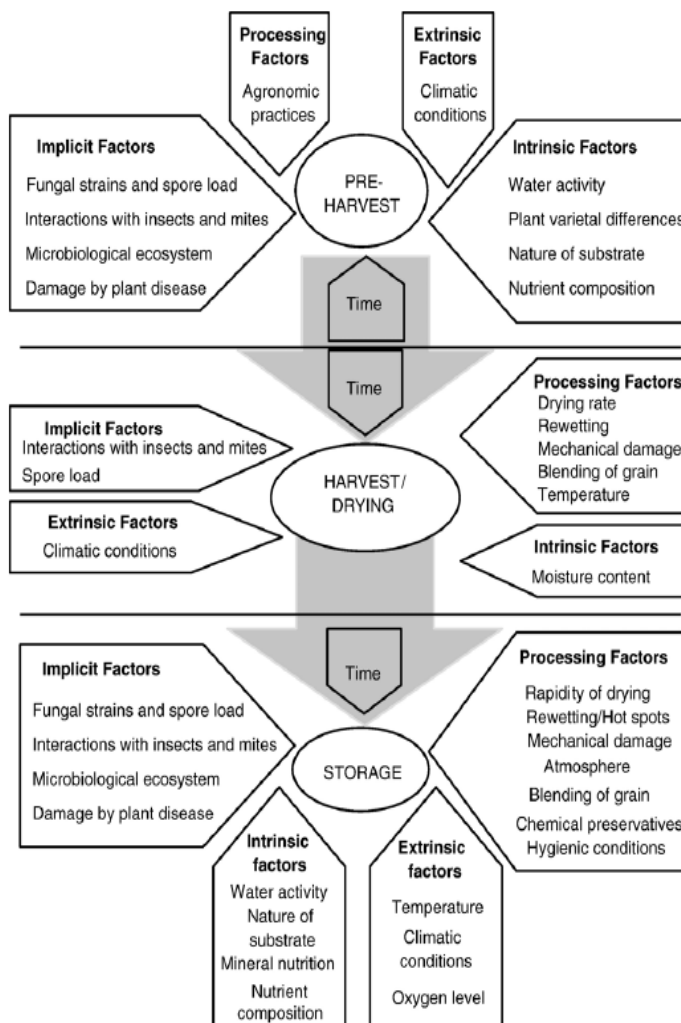 Processing
Factors
Agronomic
practices
Extrinsic
Factors
Climatic
conditions
Implicit Factors
Fungal strains and spore load
Interactions with insects and mites
Microbiological ecosystem
Damage by plant disease
PRE-
HARVEST
Intrinsic Factors
Water activity
Plant varietal differences
Nature of substrate
Nutrient composition
Time
Time
Implicit Factors
Interactions with insects and mites
Spore load
Extrinsic Factors
Climatic conditions
HARVEST/
DRYING
Processing Factors
Drying rate
Rewetting
Mechanical damage
Blending of grain
Temperature
Intrinsic Factors
Moisture content
Time
Implicit Factors
Fungal strains and spore load
Interactions with insects and mites
Microbiological ecosystem
Damage by plant disease
STORAGE
Processing Factors
Rapidity of drying
Rewetting/Hot spots
Mechanical damage
Atmosphere
Blending of grain
Chemical preservatives
Hygienic conditions
Intrinsic
factors
Water activity
Nature of
substrate
Mineral nutrition
Nutrient
composition
Extrinsic
factors
Temperature
Climatic
conditions
Oxygen level